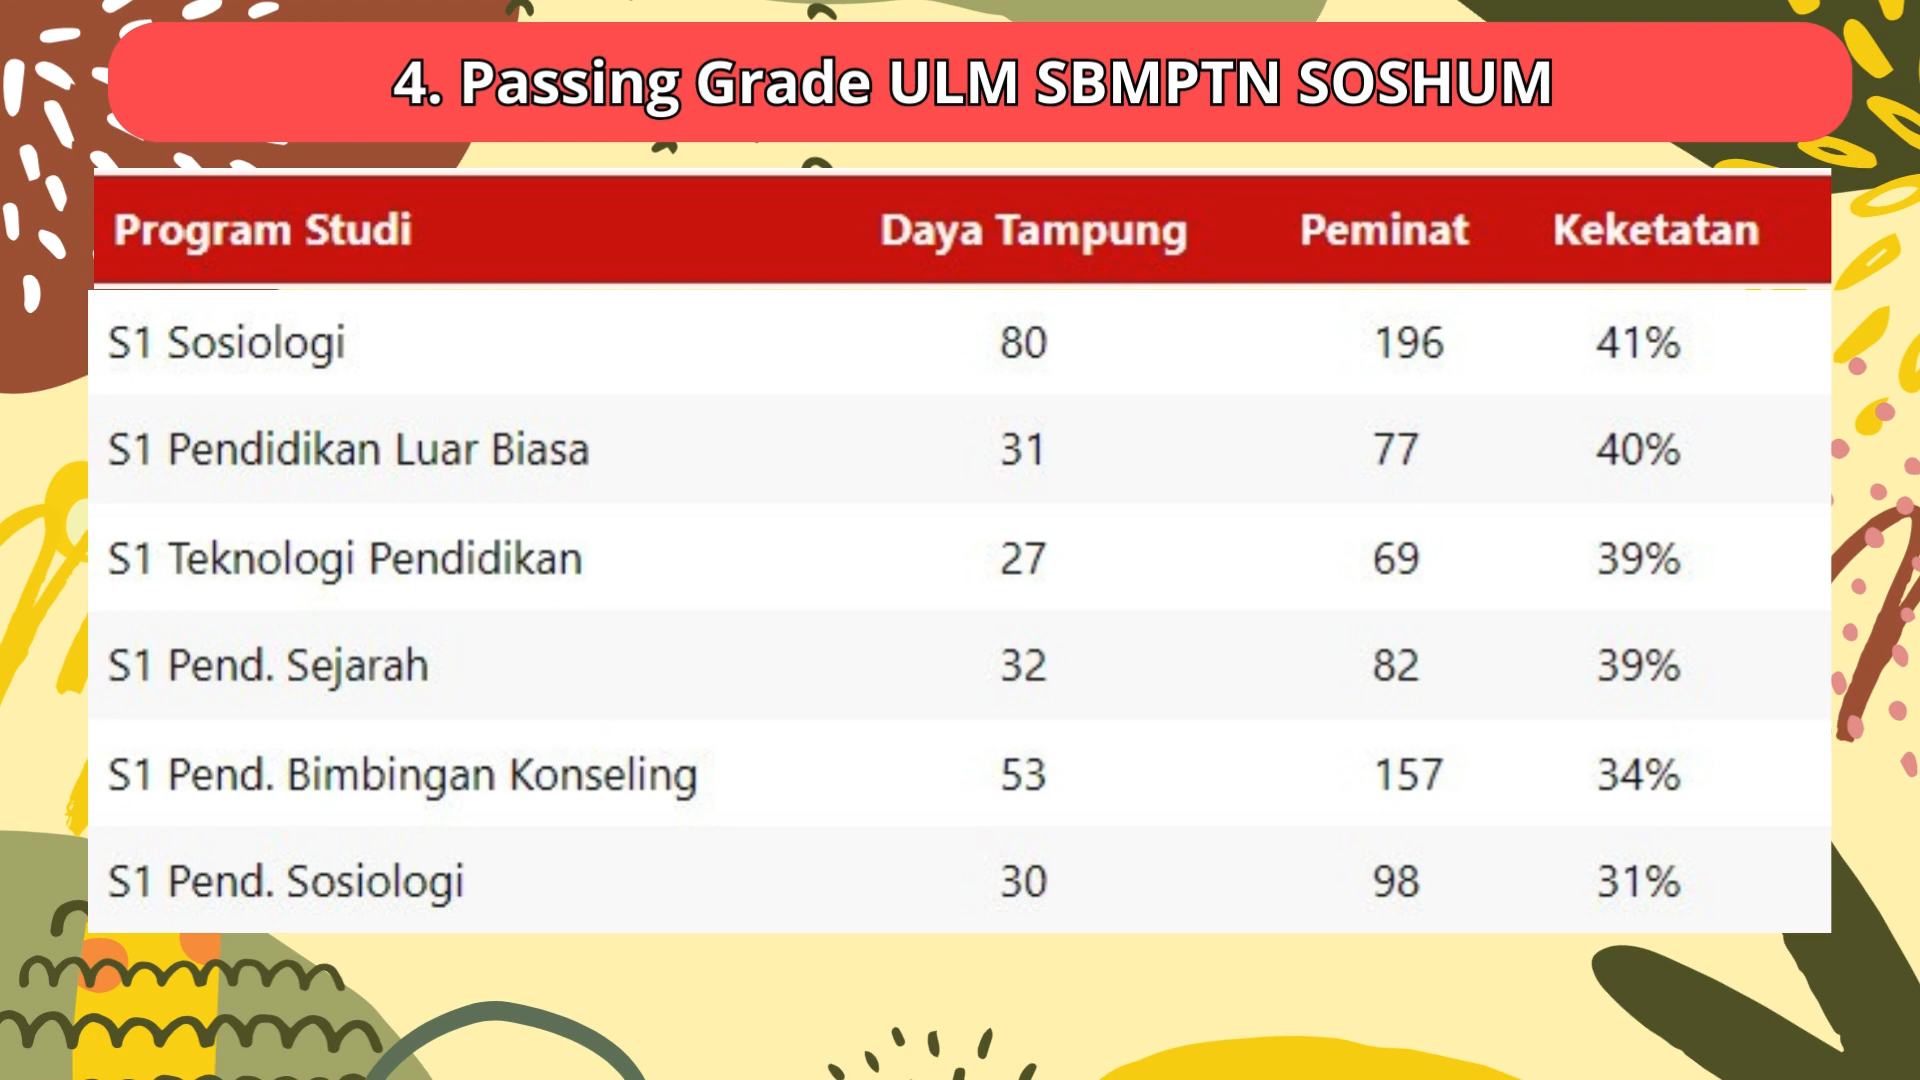 4. Passing Grade ULM SBMPTN SOSHUM
Program Studi Daya Tampung Peminat Keketatan
S1 Sosiologi 80 196 41%
S1 Pendidikan Luar Biasa 31 77 40%
S1 Teknologi Pendidikan 27 69 39%
S1 Pend. Sejarah 32 82 39%
S1 Pend. Bimbingan Konseling 53 157 34%
S1 Pend. Sosiologi 30 98 31%